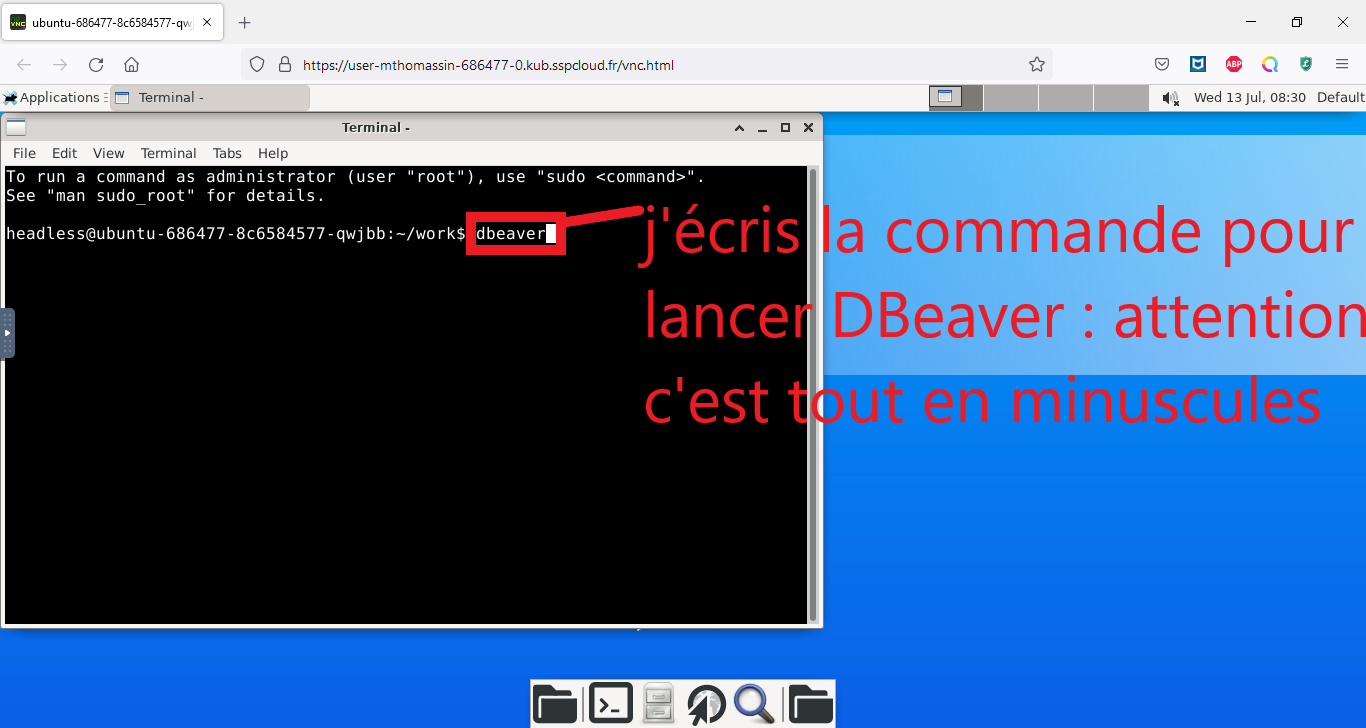 ubuntu-686477-8c6584577-qwj
https://user-mthomassin-686477-0.kub.sspcloud.fr/vnc.html
ABP
Applications
Terminal -
Wed 13 Jul, 08:30
Default
Terminal -
File Edit View Terminal Tabs Help
To run a command as administrator (user "root"), use "sudo <command>".
See "man sudo_root" for details.
headless@ubuntu-686477-8c6584577-qwjbb:~/work$ dbeaver
j'écris la commande pour
lancer DBeaver : attention
c'est tout en minuscules